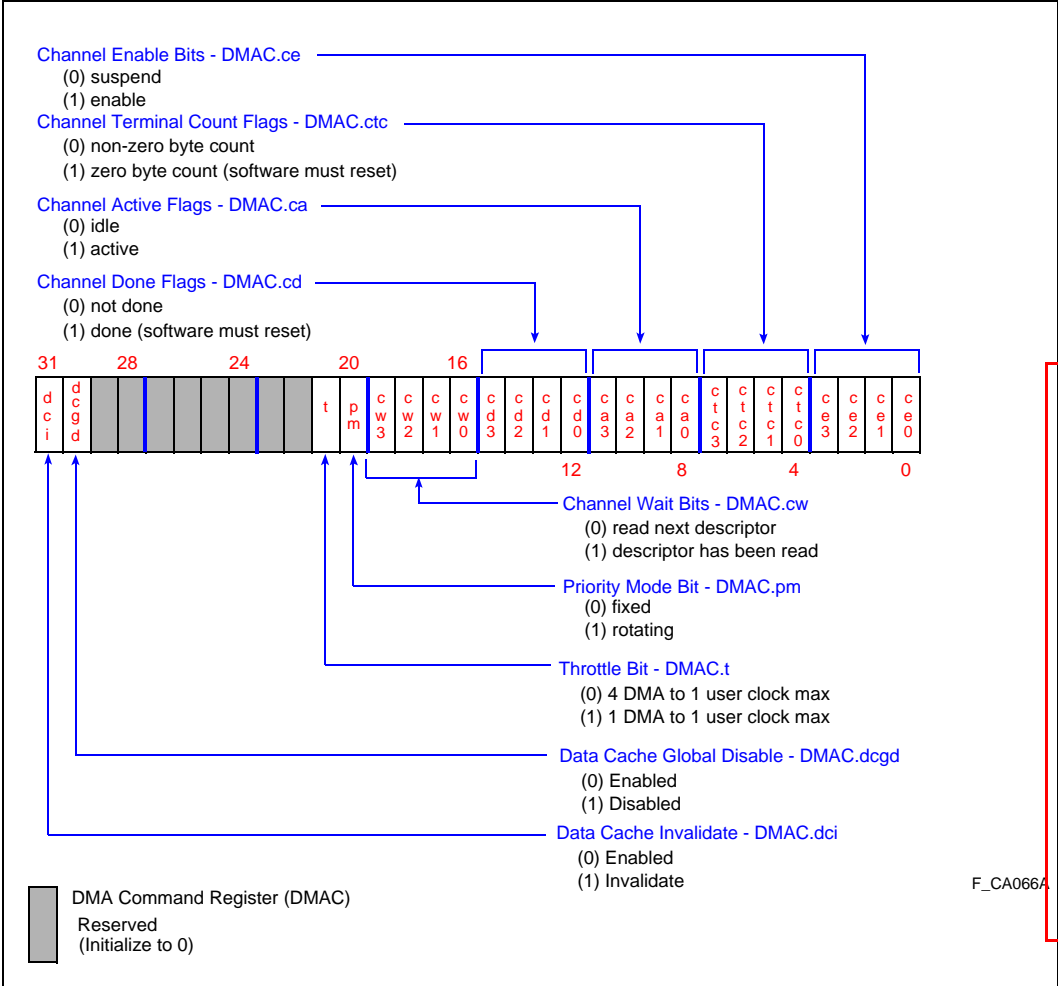 Channel Enable Bits - DMAC.ce
(0) suspend
(1) enable
Channel Terminal Count Flags - DMAC.ctc
(0) non-zero byte count
(1) zero byte count (software must reset)
Channel Active Flags - DMAC.ca
(0) idle
(1) active
Channel Done Flags - DMAC.cd
(0) not done
(1) done (software must reset)
31 28 24 20 16
dci dcgd t pm cw3 cw2 cw1 cw0 cd3 cd2 cd1 cd0 ca3 ca2 ca1 ca0 ctc3 ctc2 ctc1 ctc0 ce3 ce2 ce1 ce0
12 8 4 0
Channel Wait Bits - DMAC.cw
(0) read next descriptor
(1) descriptor has been read
Priority Mode Bit - DMAC.pm
(0) fixed
(1) rotating
Throttle Bit - DMAC.t
(0) 4 DMA to 1 user clock max
(1) 1 DMA to 1 user clock max
Data Cache Global Disable - DMAC.dcgd
(0) Enabled
(1) Disabled
Data Cache Invalidate - DMAC.dci
(0) Enabled
(1) Invalidate
F_CA066A
DMA Command Register (DMAC)
Reserved
(Initialize to 0)